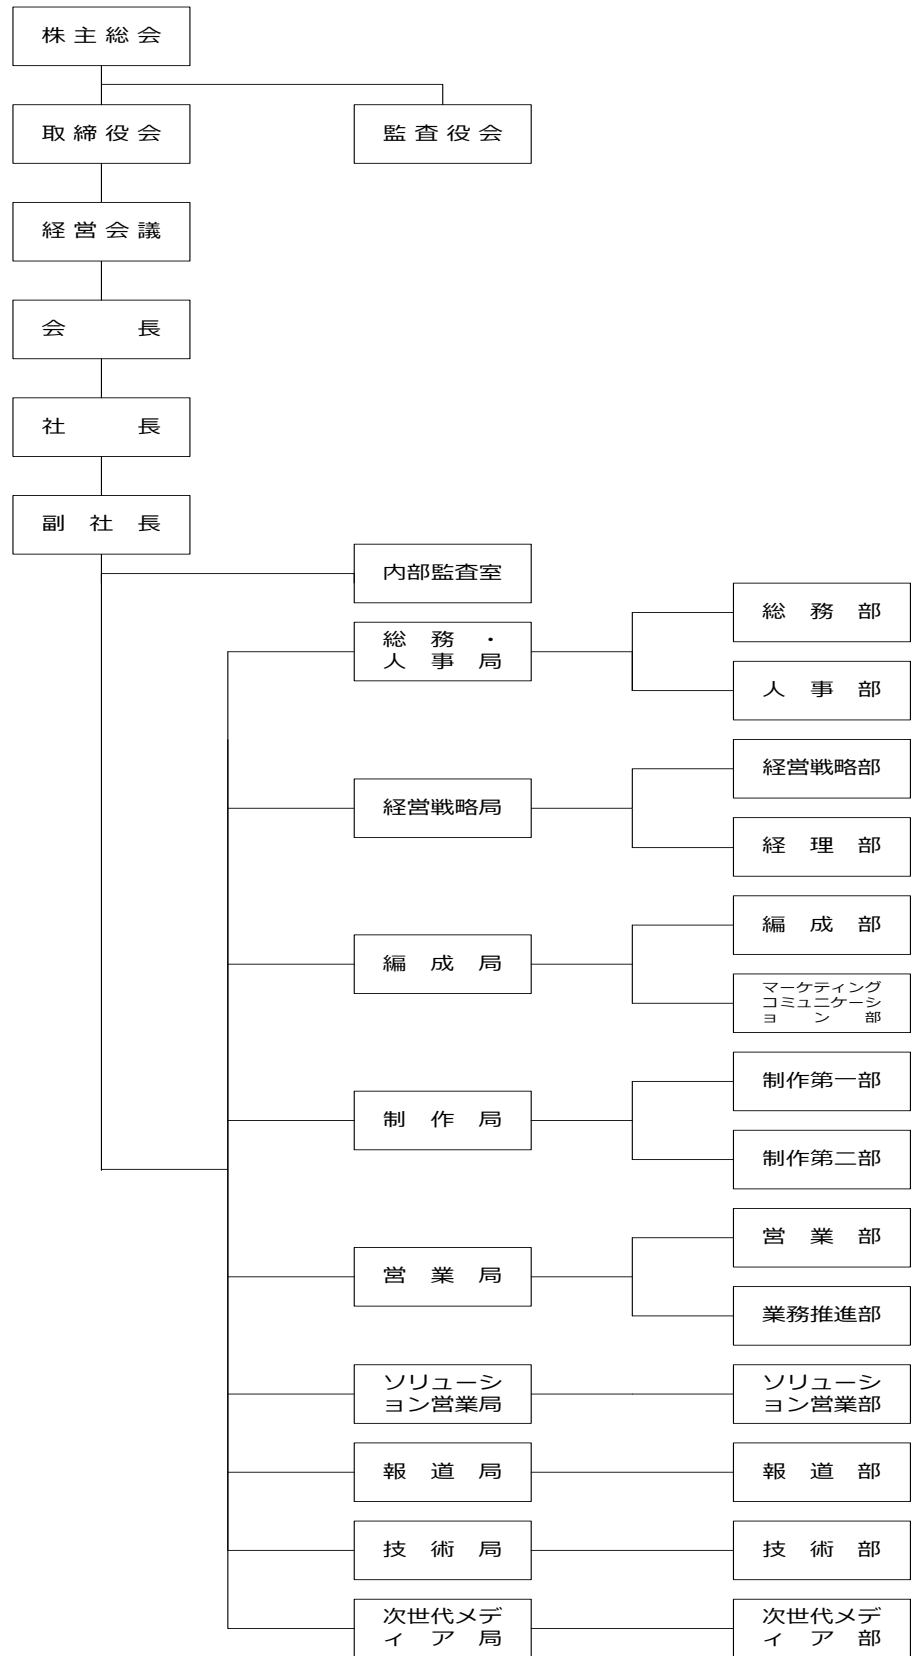 株主総会
取締役会
監査役会
経営会議
会長
社長
副社長
内部監査室
総務・
人事局
総務部
人事部
経営戦略局
経営戦略部
経理部
編成局
編成部
マーケティング
コミュニケーシ
ョン部
制作局
制作第一部
制作第二部
営業局
営業部
業務推進部
ソリューシ
ョン営業局
ソリューシ
ョン営業部
報道局
報道部
技術局
技術部
次世代メデ
ィア局
次世代メデ
ィア部